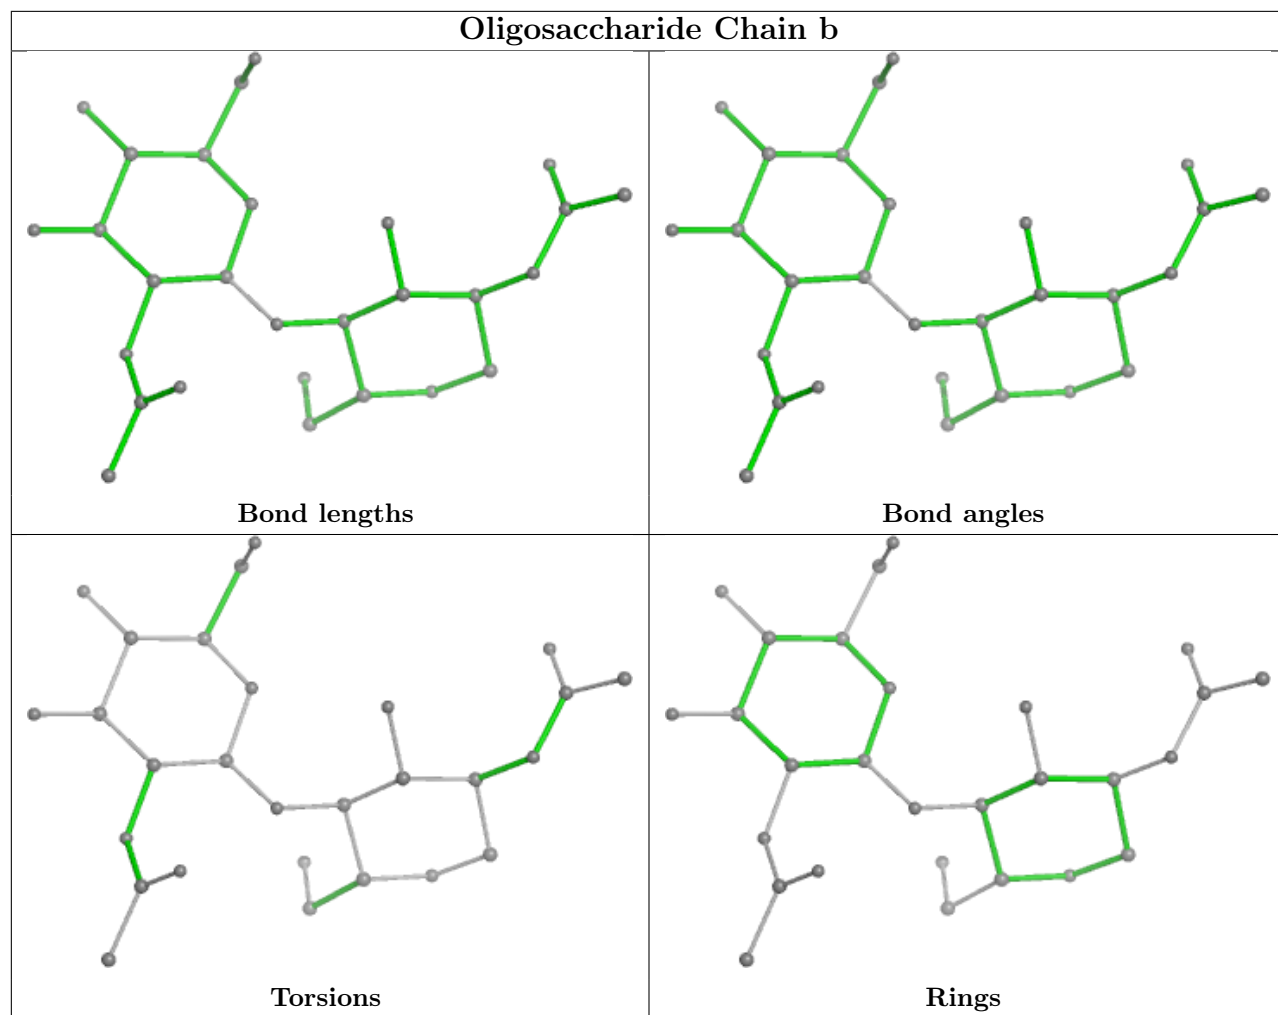 Oligosaccharide Chain b
Bond lengths
Bond angles
Torsions
Rings